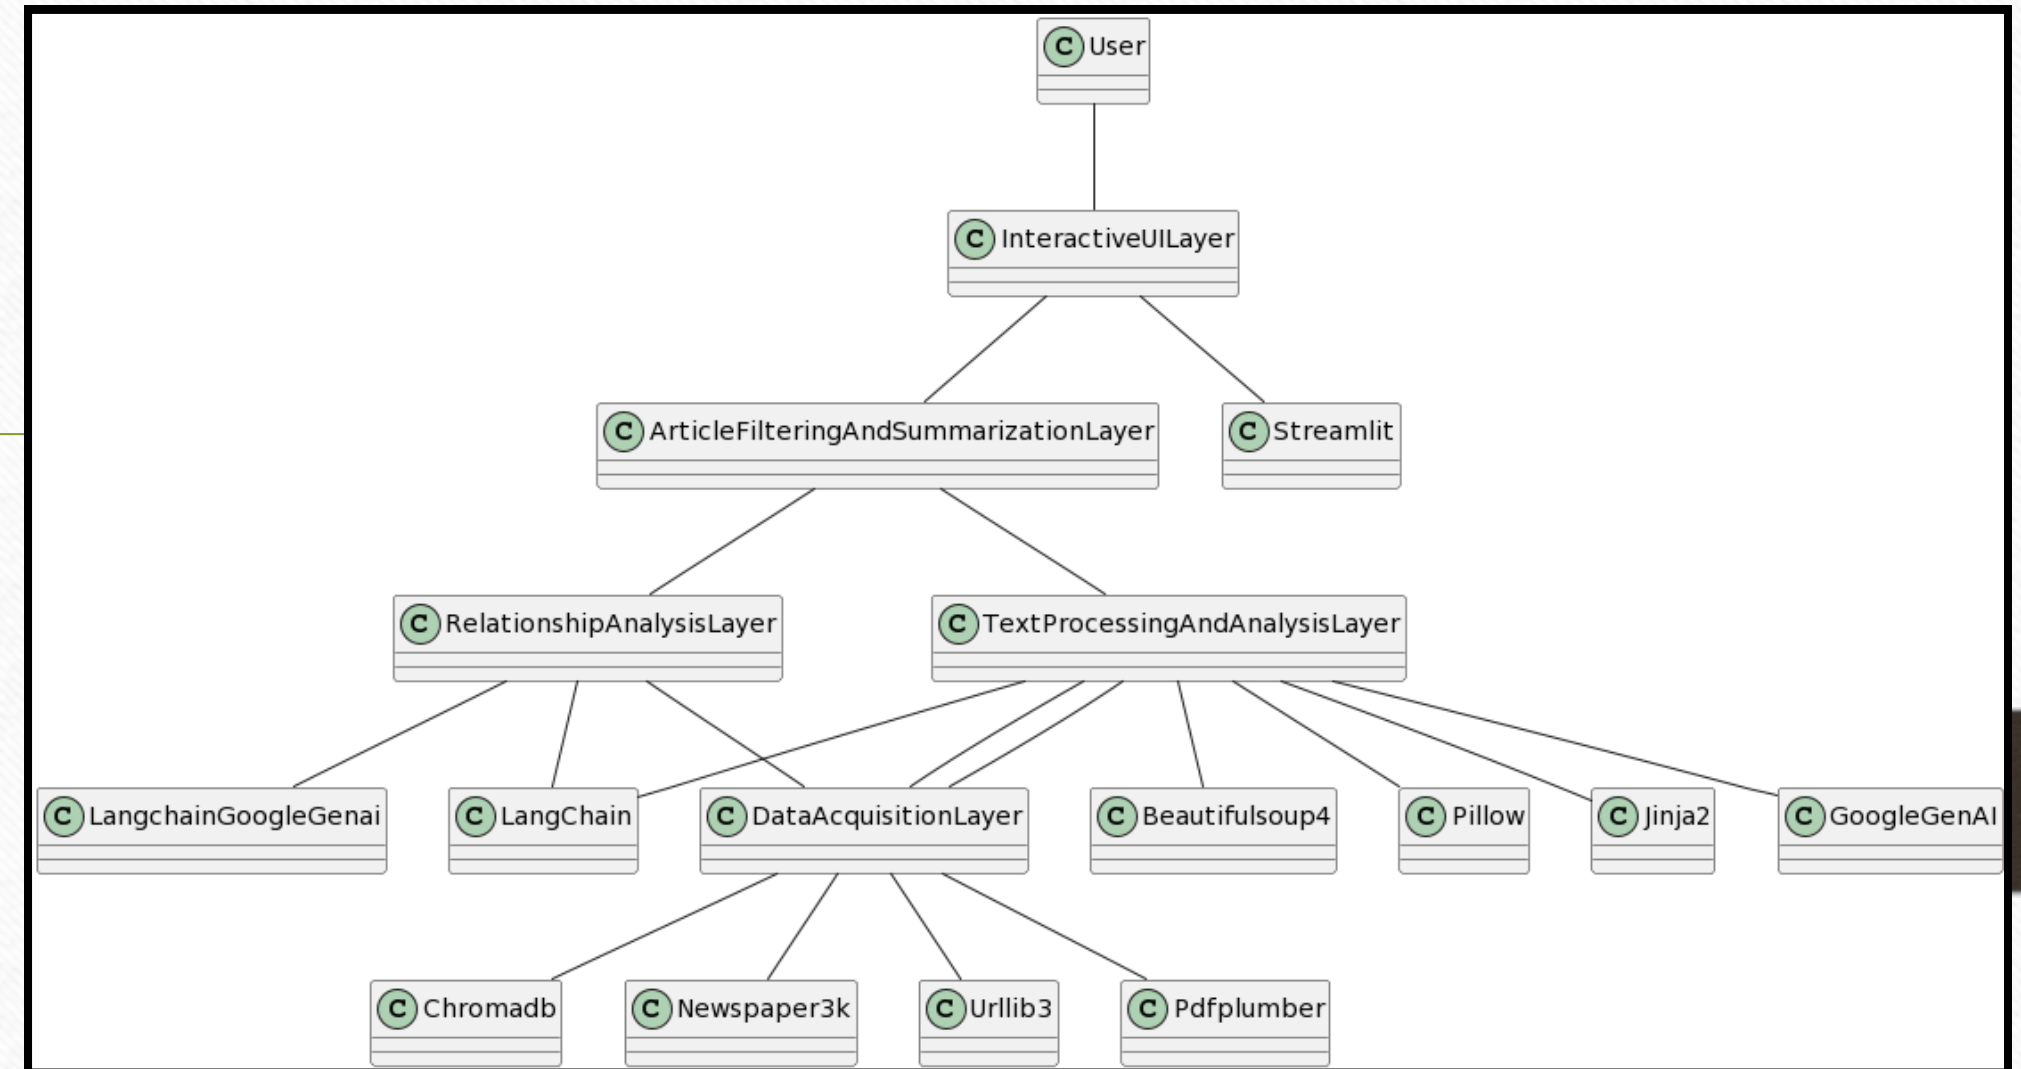 C User
C InteractiveUILayer
C ArticleFilteringAndSummarizationLayer
C Streamlit
C RelationshipAnalysisLayer
C TextProcessingAndAnalysisLayer
C LangchainGoogleGenai
C LangChain
C DataAcquisitionLayer
C Beautifulsoup4
C Pillow
C Jinja2
C GoogleGenAI
C Chromadb
C Newspaper3k
C Urllib3
C Pdfplumber